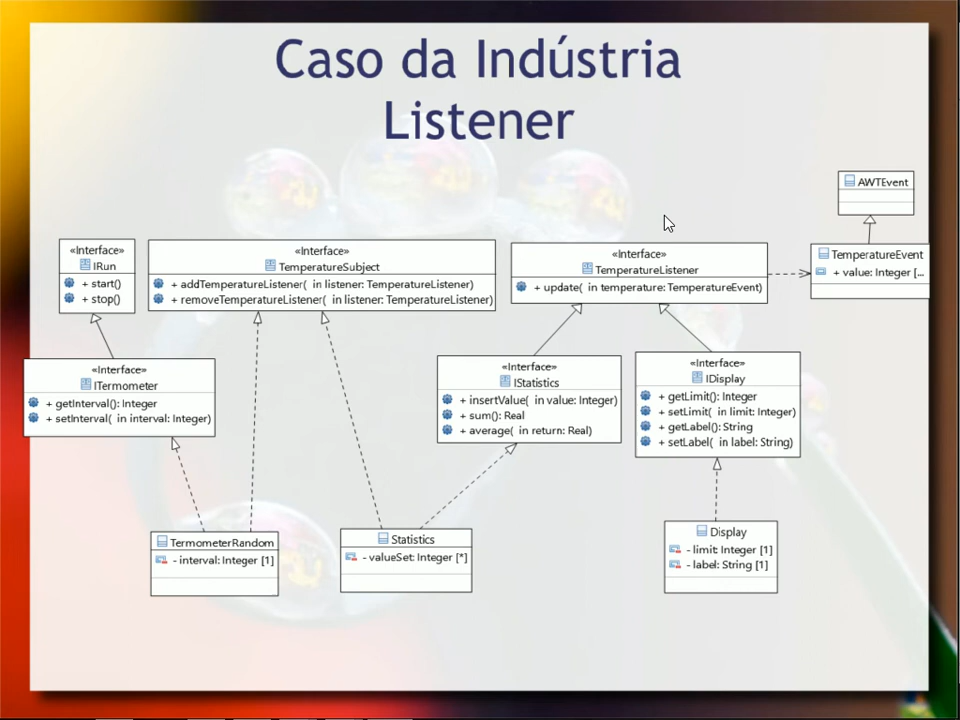 Caso da Indústria
Listener
AWTEvent
«Interface»
IRun
+ start()
+ stop()
«Interface»
TemperatureSubject
+ addTemperatureListener( in listener: TemperatureListener)
+ removeTemperatureListener( in listener: TemperatureListener)
«Interface»
TemperatureListener
+ update( in temperature: TemperatureEvent)
TemperatureEvent
+ value: Integer [...
«Interface»
ITermometer
+ getInterval(): Integer
+ setInterval( in interval: Integer)
«Interface»
IStatistics
+ insertValue( in value: Integer)
+ sum(): Real
+ average( in return: Real)
«Interface»
IDisplay
+ getLimit(): Integer
+ setLimit( in limit: Integer)
+ getLabel(): String
+ setLabel( in label: String)
TermometerRandom
- interval: Integer [1]
Statistics
- valueSet: Integer [*]
Display
- limit: Integer [1]
- label: String [1]